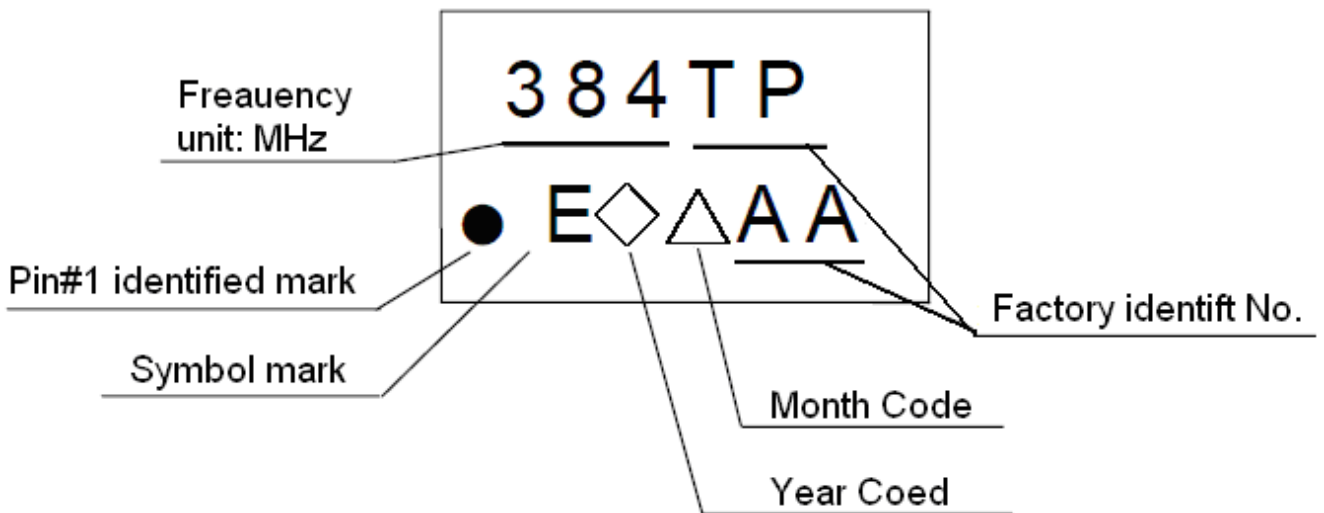 384TP
Freauency
unit: MHz
E AA
Pin#1 identified mark
Factory identift No.
Symbol mark
Month Code
Year Coed